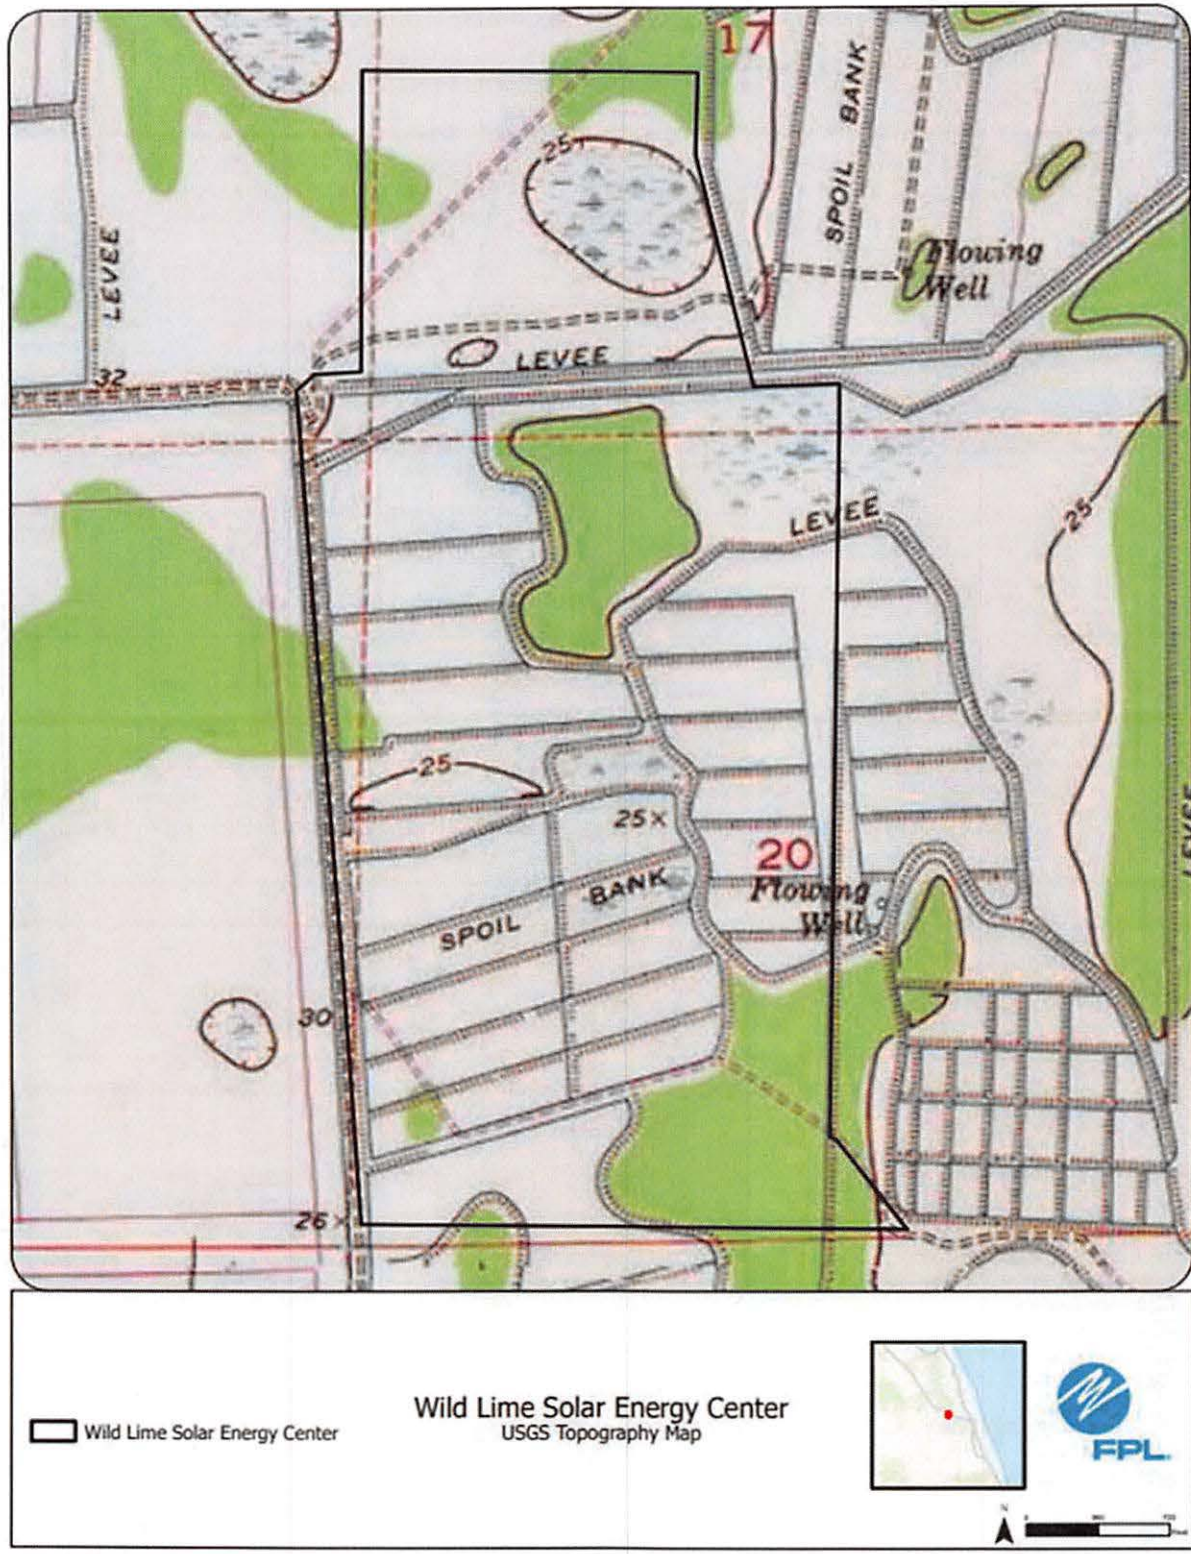 17
SPOIL BANK
25
LEVEE
Flowing
Well
LEVEE
32
LEVEE
25
25
25×
20
BANK
Flowing
Well
SPOIL
LEVEE
30
26×
Wild Lime Solar Energy Center
Wild Lime Solar Energy Center
USGS Topography Map
FPL
N